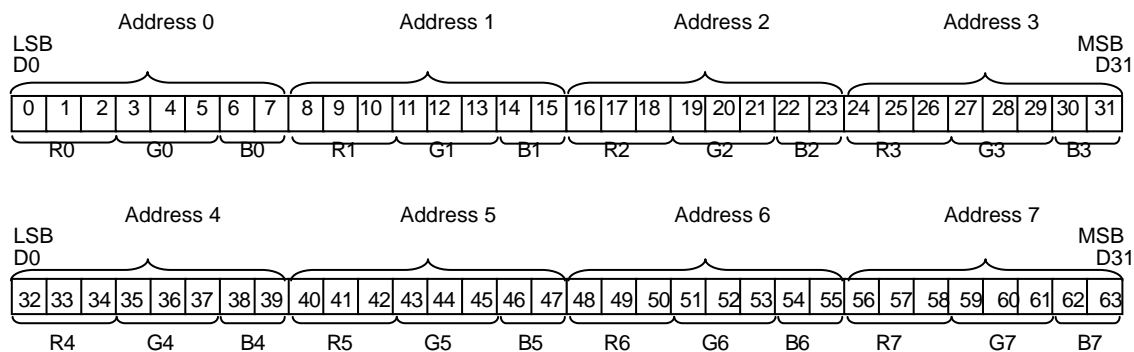 Address 0 Address 1 Address 2 Address 3
LSB MSB
D0 D31
0 1 2 3 4 5 6 7 8 9 10 11 12 13 14 15 16 17 18 19 20 21 22 23 24 25 26 27 28 29 30 31
R0 G0 B0 R1 G1 B1 R2 G2 B2 R3 G3 B3
Address 4 Address 5 Address 6 Address 7
LSB MSB
D0 D31
32 33 34 35 36 37 38 39 40 41 42 43 44 45 46 47 48 49 50 51 52 53 54 55 56 57 58 59 60 61 62 63
R4 G4 B4 R5 G5 B5 R6 G6 B6 R7 G7 B7